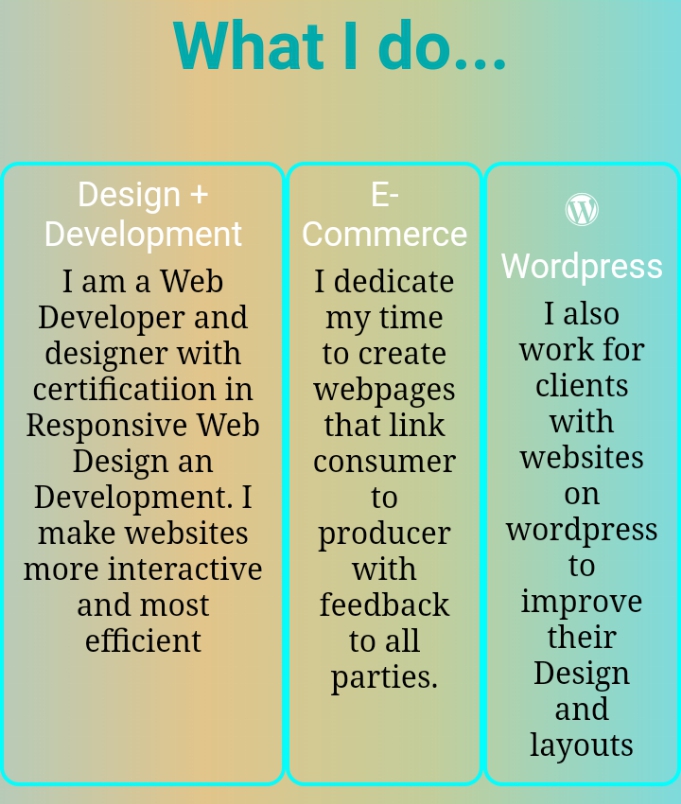 What I do...
Design +
Development
I am a Web
Developer and
designer with
certificatiion in
Responsive Web
Design an
Development. I
make websites
more interactive
and most
efficient
E-
Commerce
I dedicate
my time
to create
webpages
that link
consumer
to
producer
with
feedback
to all
parties.
Wordpress
I also
work for
clients
with
websites
on
wordpress
to
improve
their
Design
and
layouts